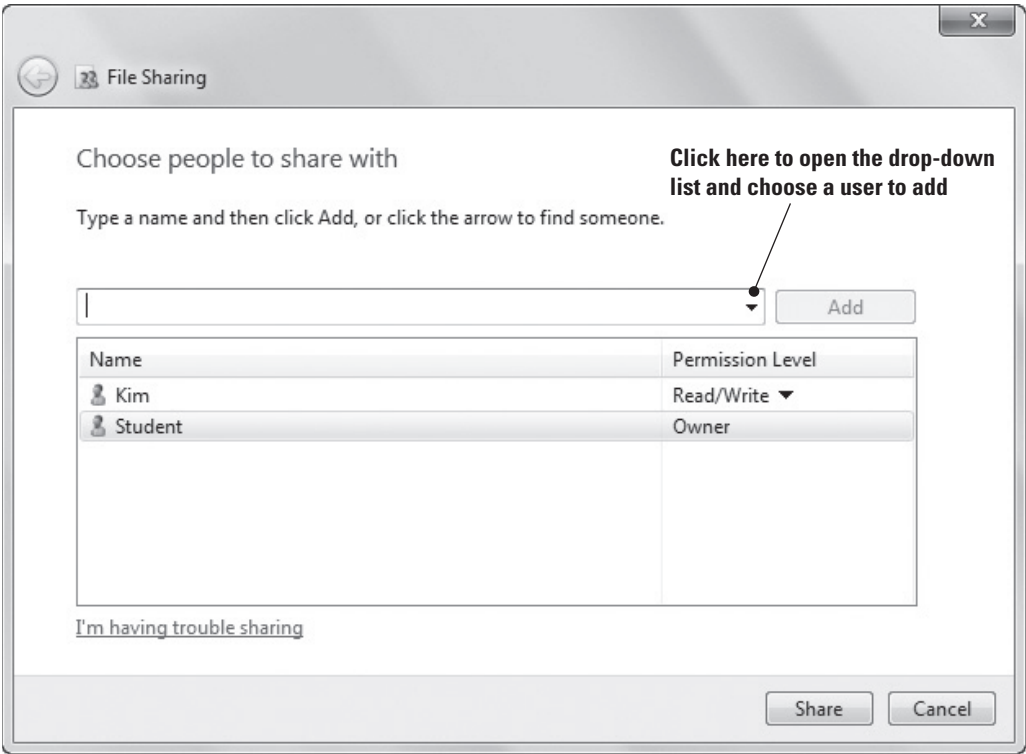 x
File Sharing
Choose people to share with
Click here to open the drop-down
list and choose a user to add
Type a name and then click Add, or click the arrow to find someone.
Add
Name Permission Level
Kim Read/Write
Student Owner
I'm having trouble sharing
Share Cancel